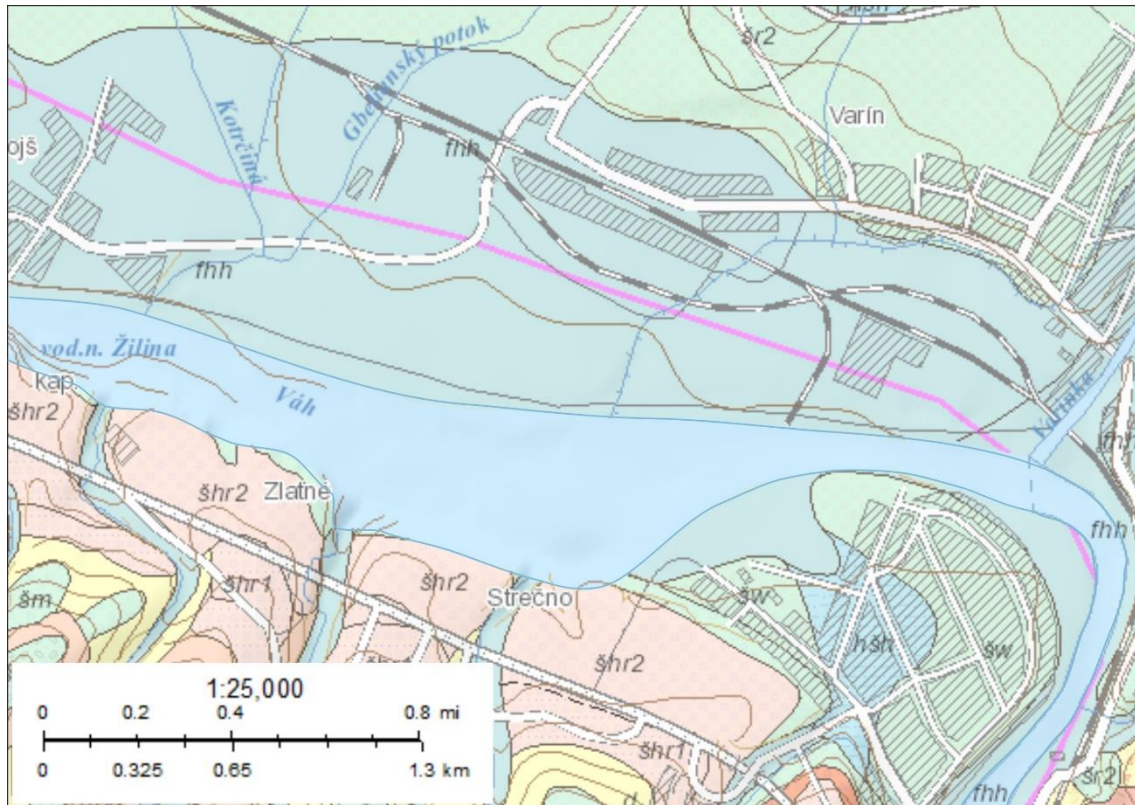 Gbeliansky potok
šr2
Varín
Kotrčiná
fhh
ojš
fhh
vod.n. Žilina
kap.
Váh
Varínka
šhr2
fhh
šhr2
Zlatné
fhh
šhr1
šhr2
Strečno
šw
šm
hšh
šw
šhr2
1:25,000
0 0.2 0.4 0.8 mi
0 0.325 0.65 1.3 km
šhr1
šr2
fhh